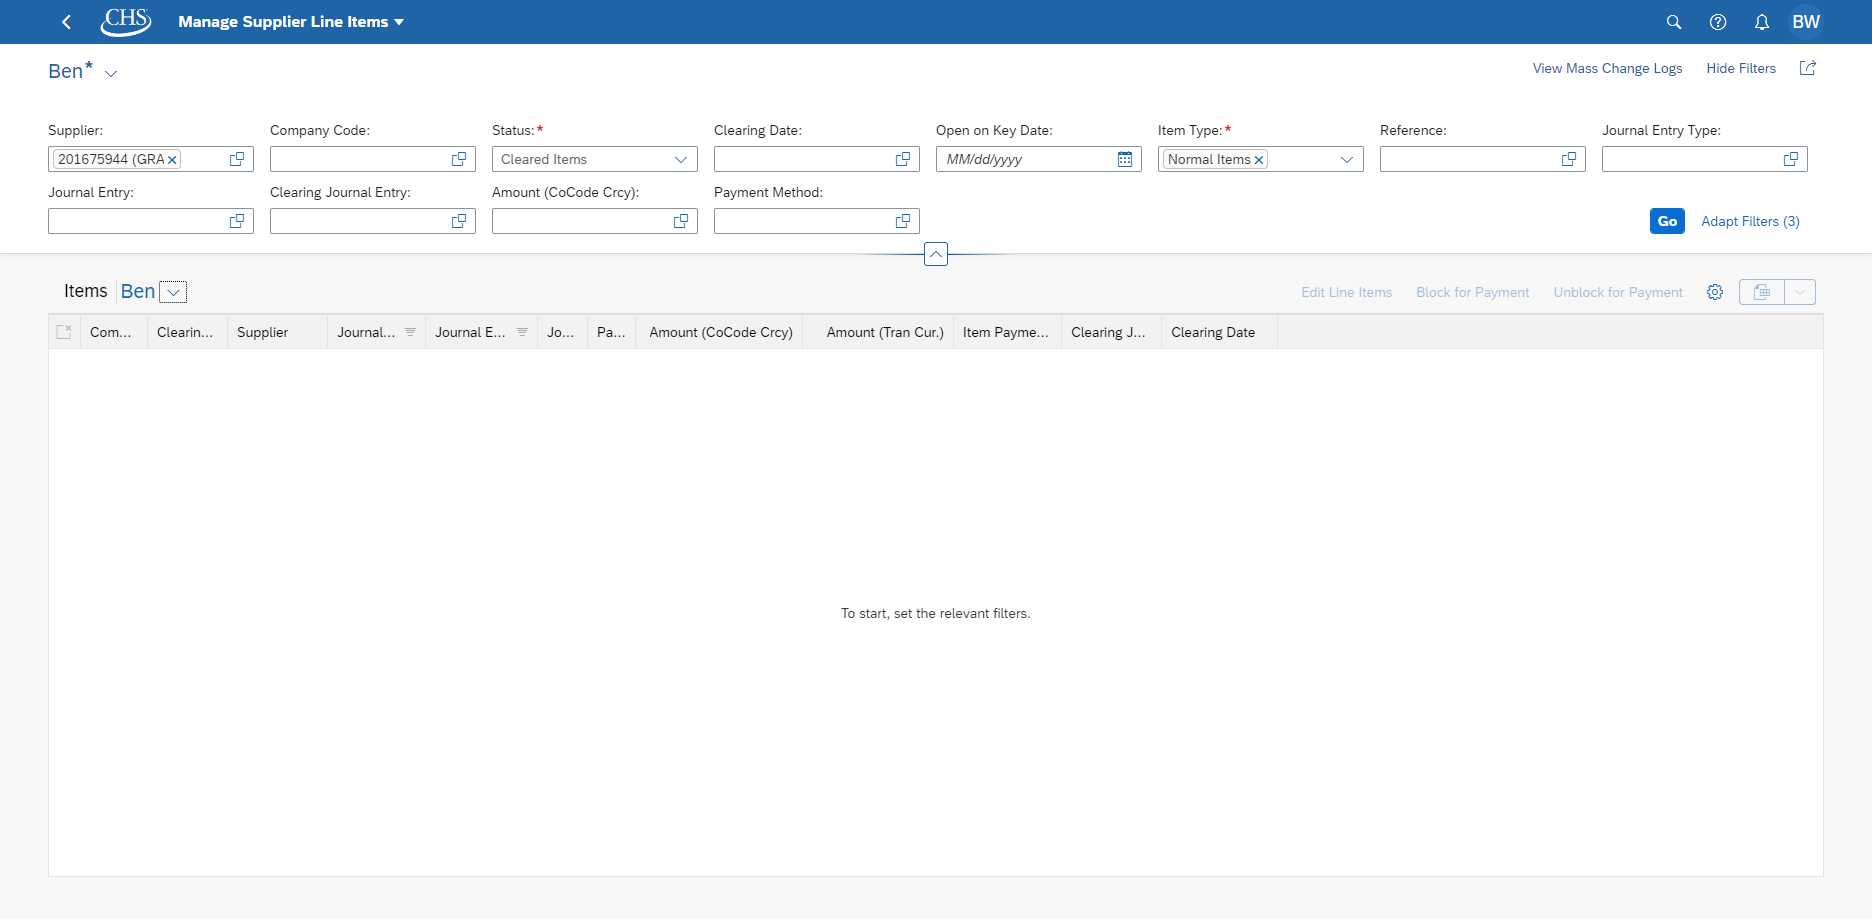 CHS Manage Supplier Line Items BW
Ben* View Mass Change Logs Hide Filters
Supplier: Company Code: Status:* Clearing Date: Open on Key Date: Item Type:* Reference: Journal Entry Type:
201675944 (GRA Cleared Items MM/dd/yyyy Normal Items
Journal Entry: Clearing Journal Entry: Amount (CoCode Crcy): Payment Method:
Go Adapt Filters (3)
Items Ben Edit Line Items Block for Payment Unblock for Payment
Com... Clearin... Supplier Journal... Journal E... Jo... Pa... Amount (CoCode Crcy) Amount (Tran Cur.) Item Payme... Clearing J... Clearing Date
To start, set the relevant filters.